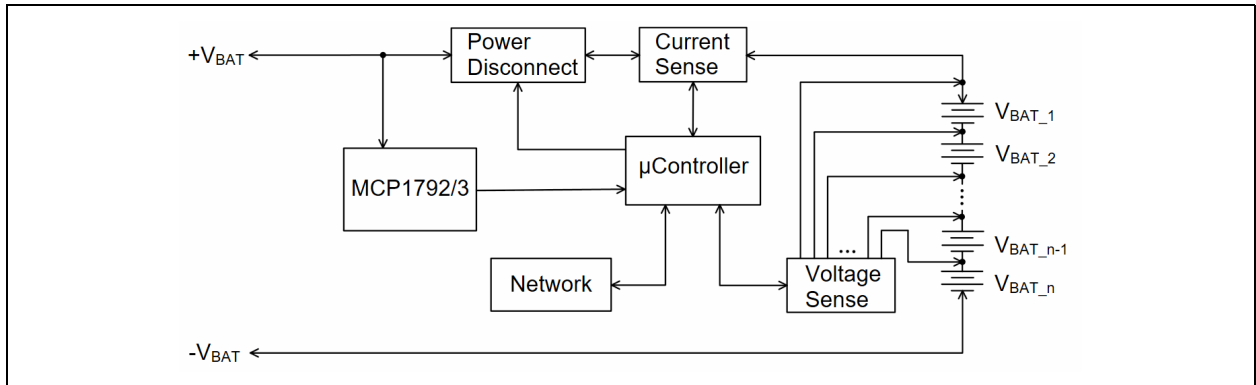 +VBAT
Power
Disconnect
Current
Sense
VBAT_1
VBAT_2
MCP1792/3
µController
...
VBAT_n-1
Network
Voltage
Sense
VBAT_n
-VBAT